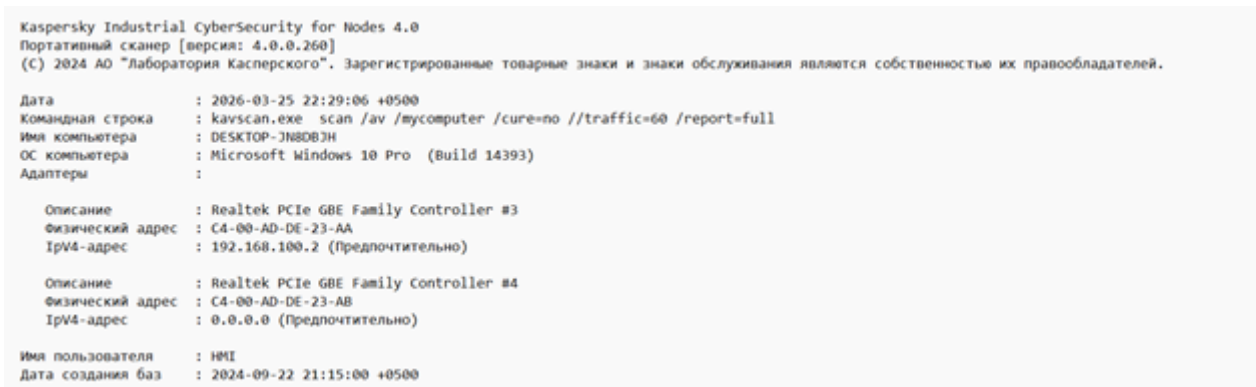 Kaspersky Industrial CyberSecurity for Nodes 4.0
Портативный сканер [версия: 4.0.0.260]
(C) 2024 АО "Лаборатория Касперского". Зарегистрированные товарные знаки и знаки обслуживания являются собственностью их правообладателей.
Дата : 2026-03-25 22:29:06 +0500
Командная строка : kavscan.exe scan /av /mycomputer /cure=no //traffic=60 /report=full
Имя компьютера : DESKTOP-JN8DBJH
ОС компьютера : Microsoft Windows 10 Pro (Build 14393)
Адаптеры :
Описание : Realtek PCIe GBE Family Controller #3
Физический адрес : C4-00-AD-DE-23-AA
IpV4-адрес : 192.168.100.2 (Предпочтительно)
Описание : Realtek PCIe GBE Family Controller #4
Физический адрес : C4-00-AD-DE-23-AB
IpV4-адрес : 0.0.0.0 (Предпочтительно)
Имя пользователя : HMI
Дата создания баз : 2024-09-22 21:15:00 +0500